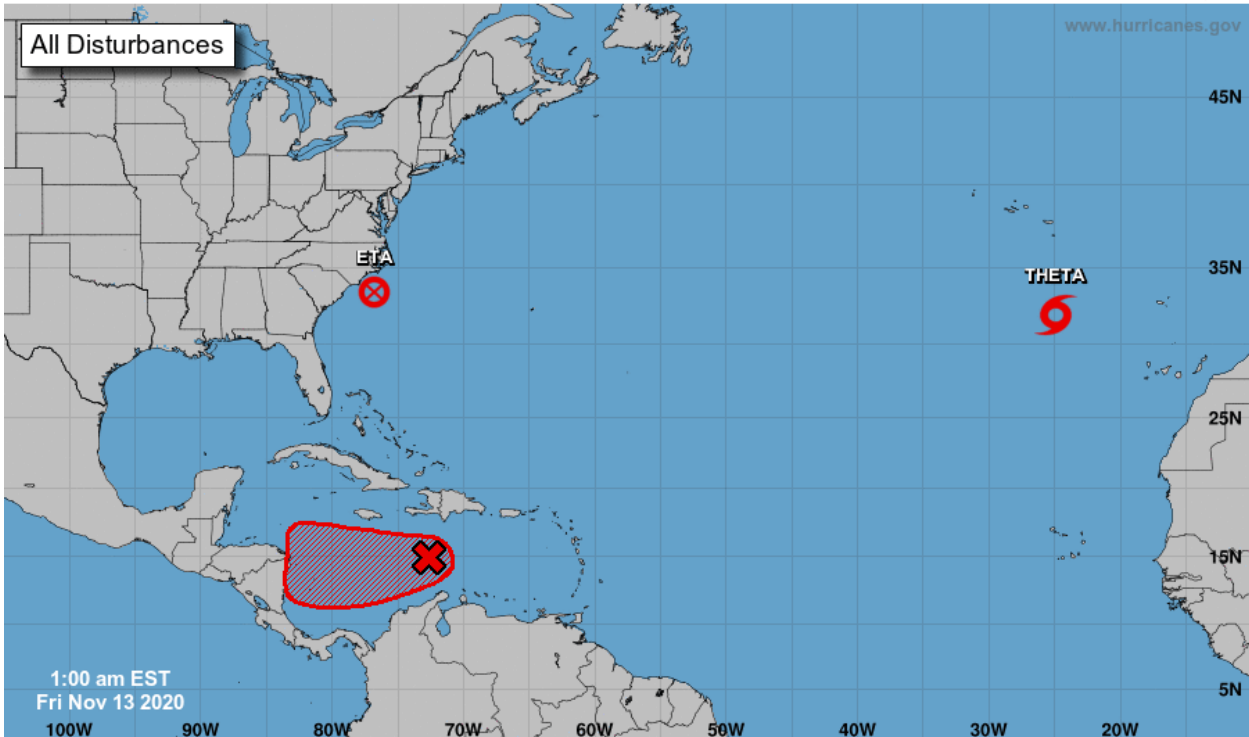 All Disturbances
www.hurricanes.gov
45N
ETA
35N
THETA
25N
15N
1:00 am EST
Fri Nov 13 2020
5N
100W 90W 80W 70W 60W 50W 40W 30W 20W